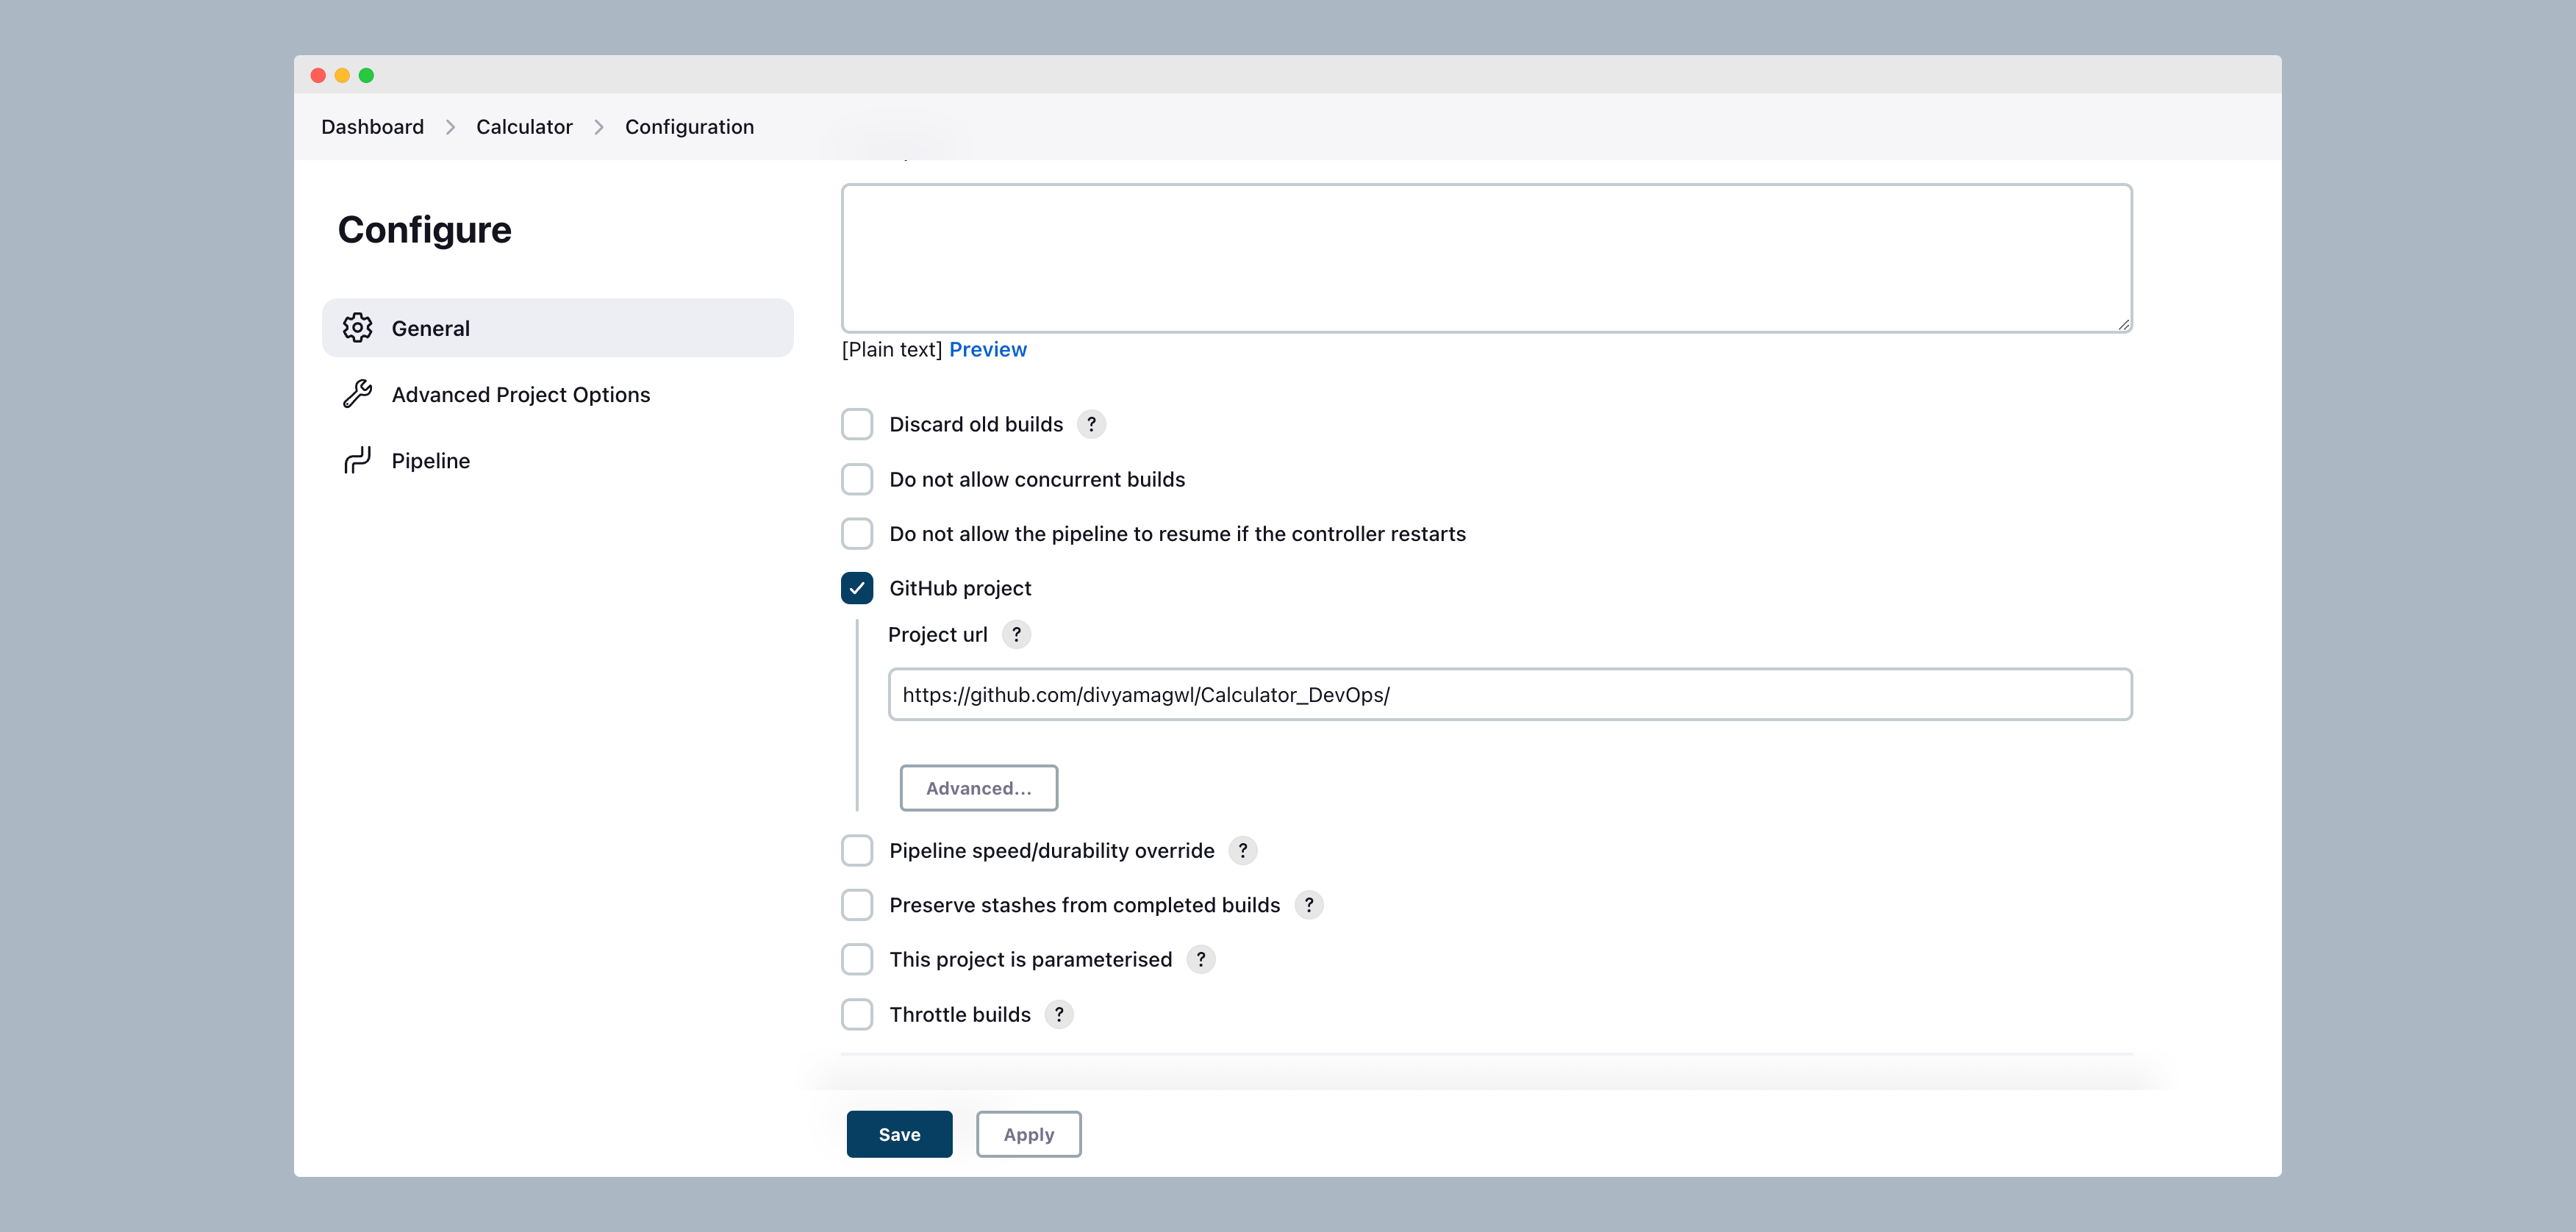 Dashboard > Calculator > Configuration
Configure
General
Advanced Project Options
Pipeline
[Plain text] Preview
Discard old builds ?
Do not allow concurrent builds
Do not allow the pipeline to resume if the controller restarts
GitHub project
Project url ?
https://github.com/divyamagwl/Calculator_DevOps/
Advanced...
Pipeline speed/durability override ?
Preserve stashes from completed builds ?
This project is parameterised ?
Throttle builds ?
Save Apply